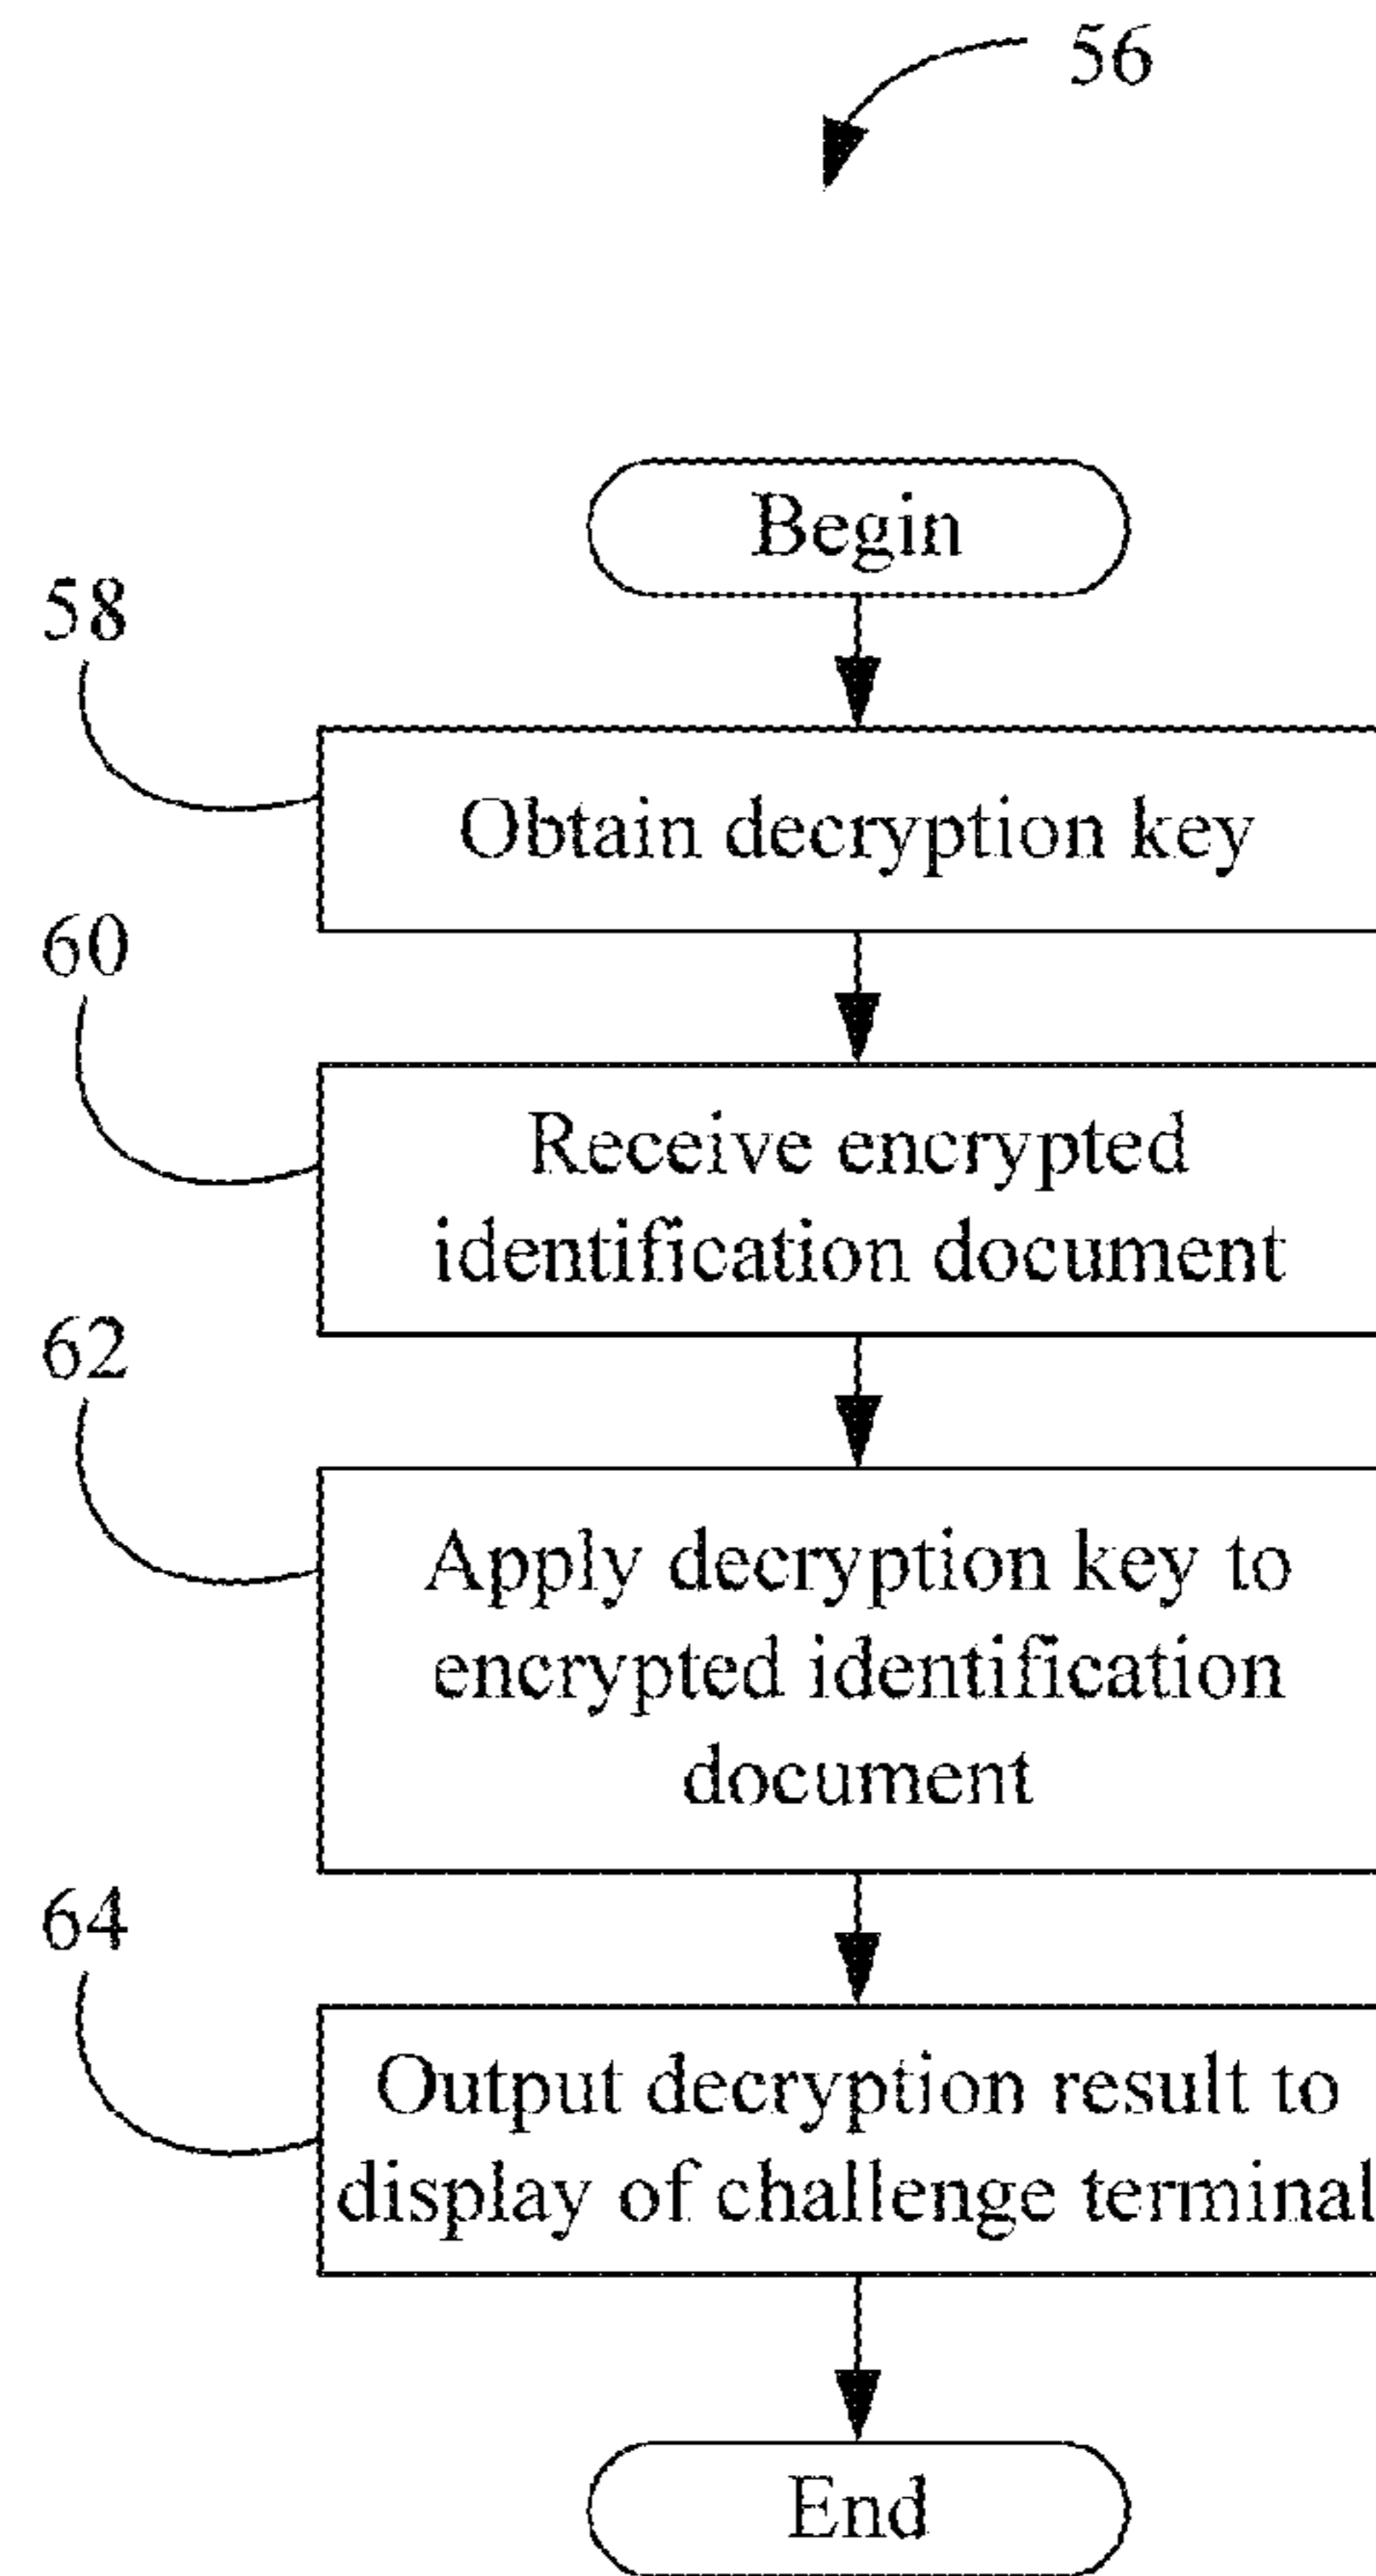 56
Begin
58
Obtain decryption key
60
Receive encrypted
identification document
62
Apply decryption key to
encrypted identification
document
64
Output decryption result to
display of challenge terminal
End